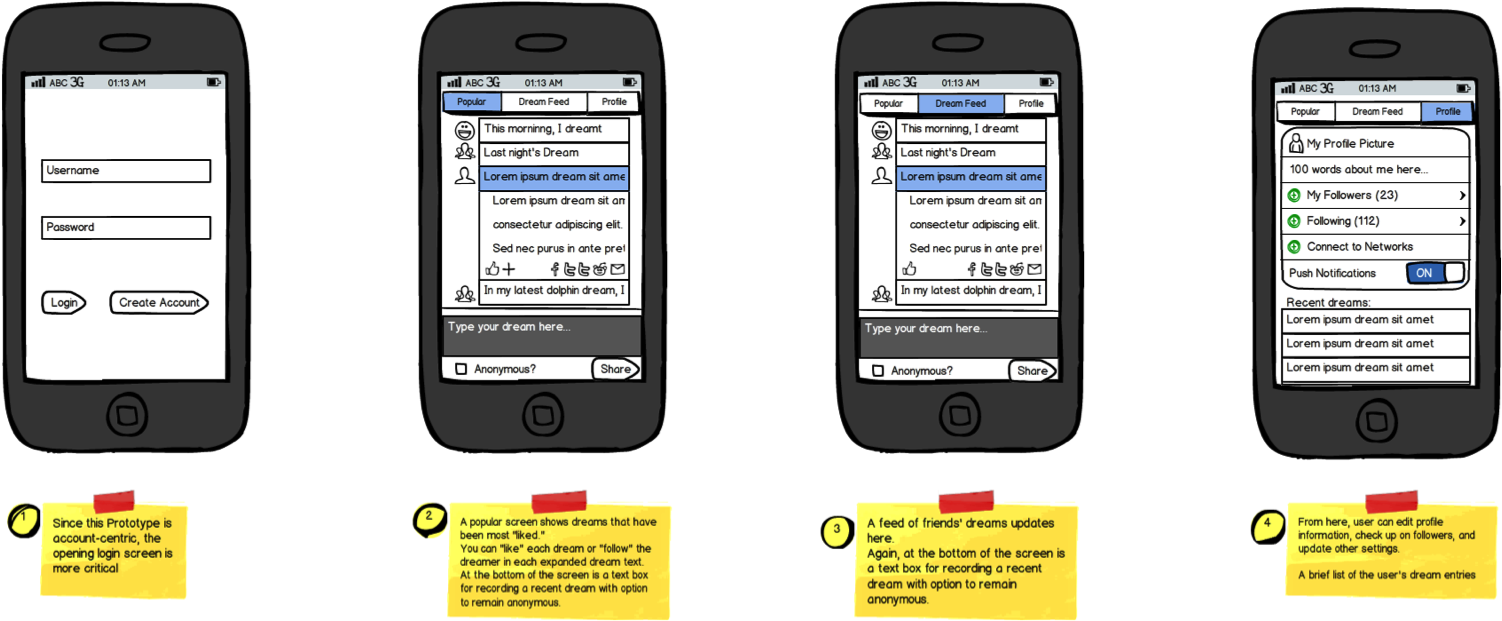 ABC 3G 01:13 AM
Username
Password
Login Create Account
1
Since this Prototype is
account-centric, the
opening login screen is
more critical
ABC 3G 01:13 AM
Popular Dream Feed Profile
This morninng, I dreamt
Last night's Dream
Lorem ipsum dream sit ame
Lorem ipsum dream sit am
consectetur adipiscing elit.
Sed nec purus in ante pret
In my latest dolphin dream, I
Type your dream here...
Anonymous? Share
2
A popular screen shows dreams that have
been most "liked."
You can "like" each dream or "follow" the
dreamer in each expanded dream text.
At the bottom of the screen is a text box
for recording a recent dream with option
to remain anonymous.
ABC 3G 01:13 AM
Popular Dream Feed Profile
This morninng, I dreamt
Last night's Dream
Lorem ipsum dream sit ame
Lorem ipsum dream sit am
consectetur adipiscing elit.
Sed nec purus in ante pret
In my latest dolphin dream, I
Type your dream here...
Anonymous? Share
3
A feed of friends' dreams updates
here.
Again, at the bottom of the screen is
a text box for recording a recent
dream with option to remain
anonymous.
ABC 3G 01:13 AM
Popular Dream Feed Profile
My Profile Picture
100 words about me here...
My Followers (23)
Following (112)
Connect to Networks
Push Notifications ON
Recent dreams:
Lorem ipsum dream sit amet
Lorem ipsum dream sit amet
Lorem ipsum dream sit amet
4
From here, user can edit profile
information, check up on followers, and
update other settings.
A brief list of the user's dream entries